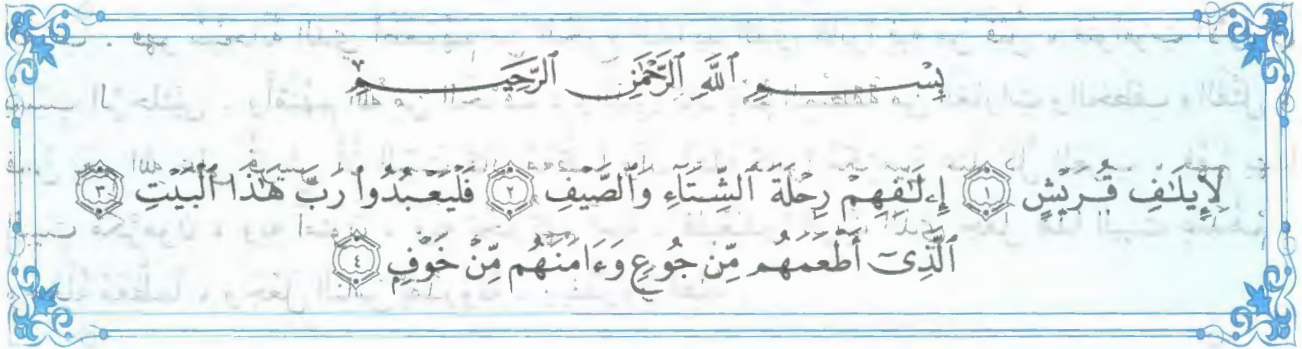 بِسْمِ ٱللَّهِ ٱلرَّحْمَٰنِ ٱلرَّحِيمِ
لِإِيلَٰفِ قُرَيْشٍ ۝١ إِۦلَٰفِهِمْ رِحْلَةَ ٱلشِّتَآءِ وَٱلصَّيْفِ ۝٢ فَلْيَعْبُدُوا۟ رَبَّ هَٰذَا ٱلْبَيْتِ ۝٣
ٱلَّذِىٓ أَطْعَمَهُم مِّن جُوعٍ وَءَامَنَهُم مِّنْ خَوْفٍۭ ۝٤